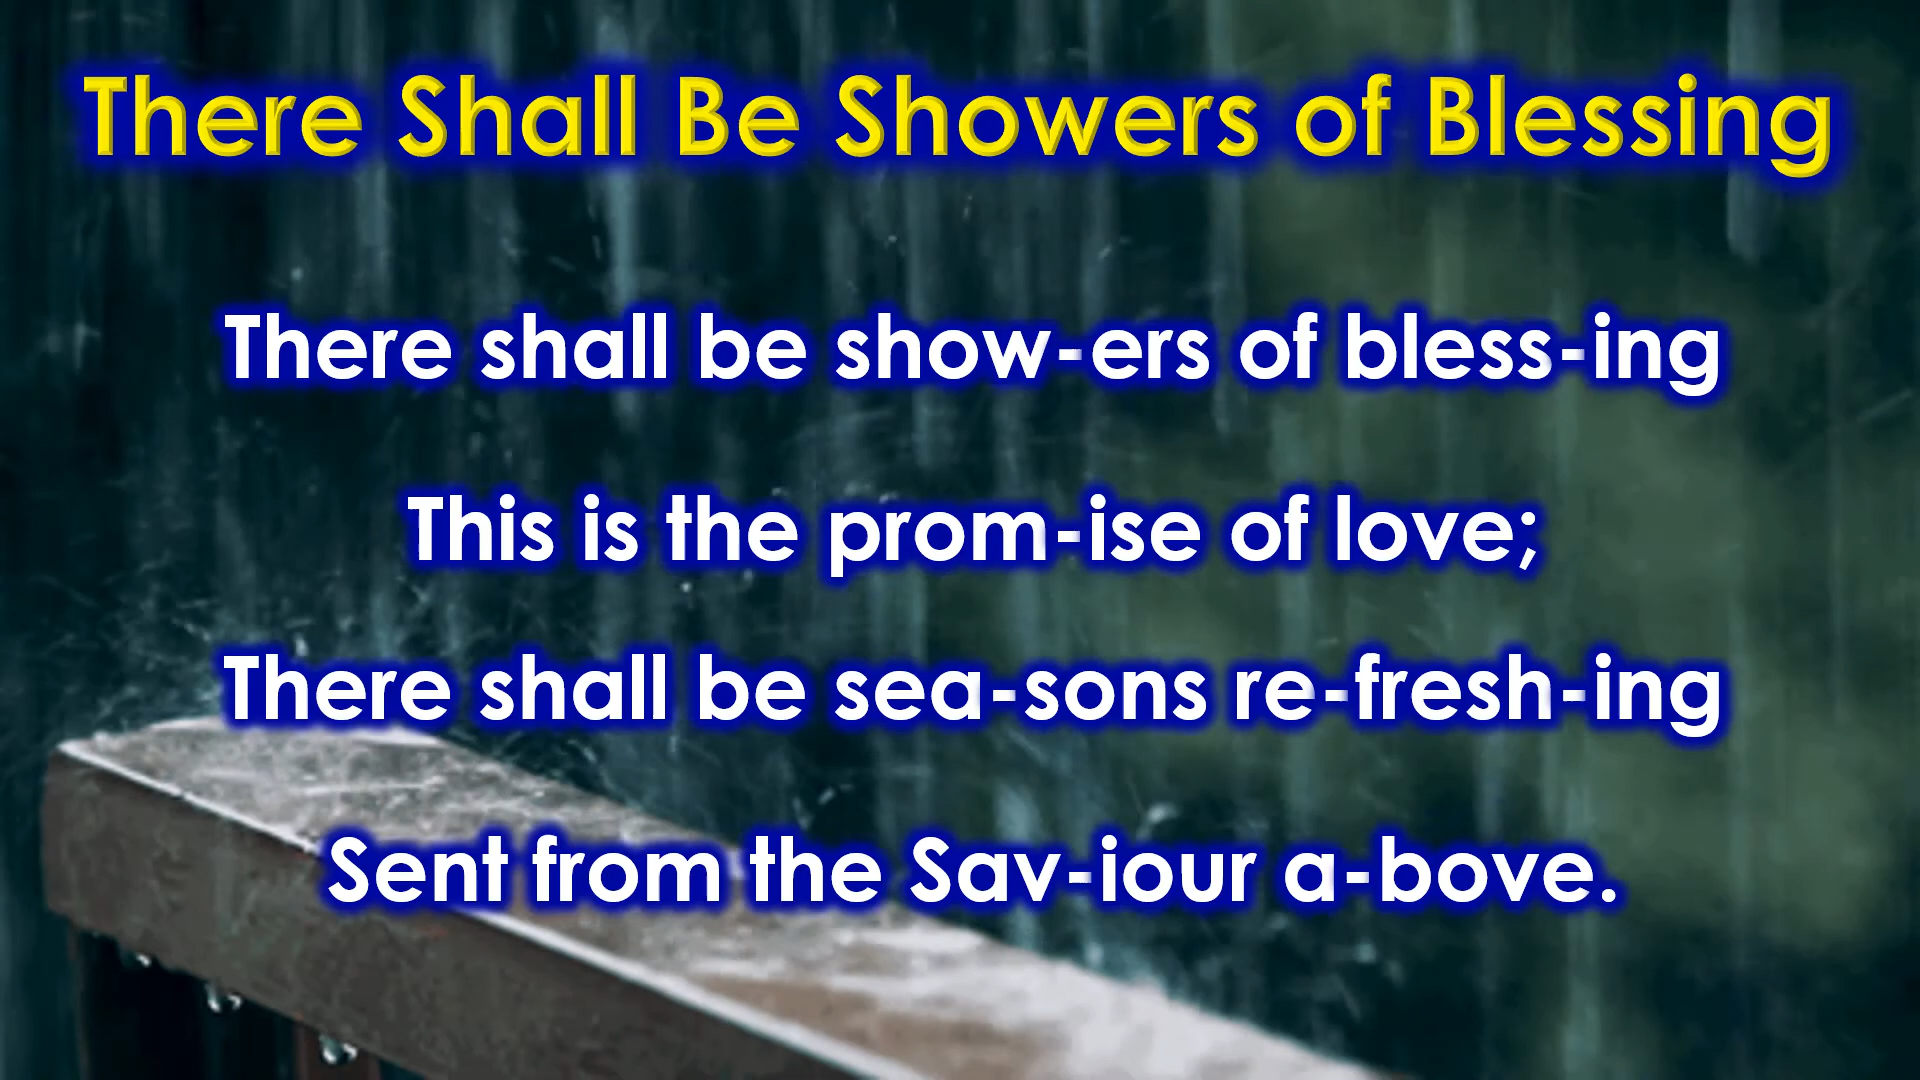 There Shall Be Showers of Blessing
There shall be show-ers of bless-ing
This is the prom-ise of love;
There shall be sea-sons re-fresh-ing
Sent from the Sav-iour a-bove.